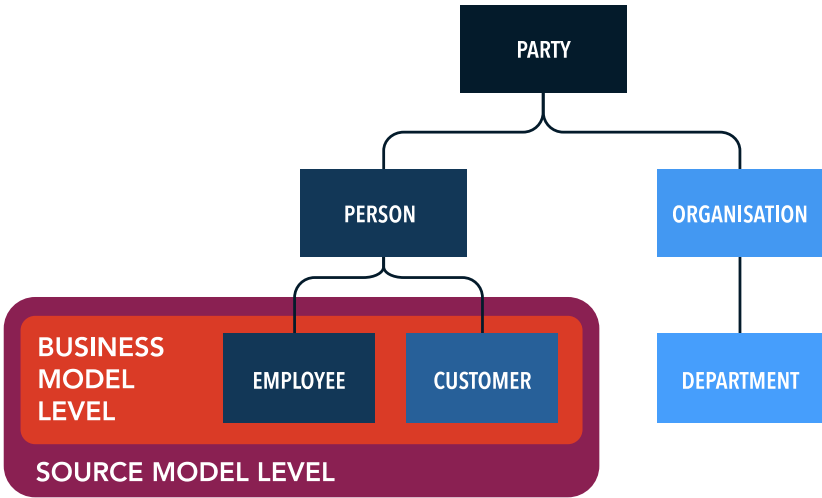 PARTY
PERSON
ORGANISATION
BUSINESS
MODEL
LEVEL
EMPLOYEE
CUSTOMER
DEPARTMENT
SOURCE MODEL LEVEL